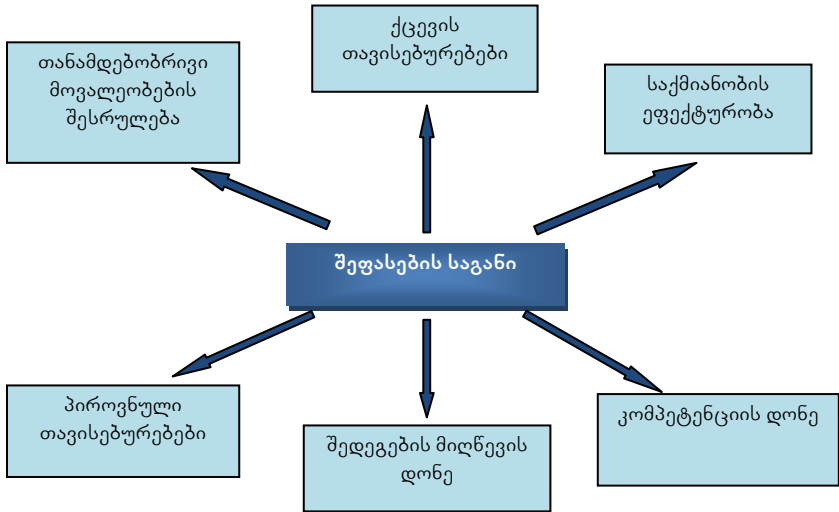 ქცევის
თავისებურებები
თანამდებობრივი
მოვალეობების
შესრულება
საქმიანობის
ეფექტურობა
შეფასების საგანი
პიროვნული
თავისებურებები
შედეგების მიღწევის
დონე
კომპეტენციის დონე